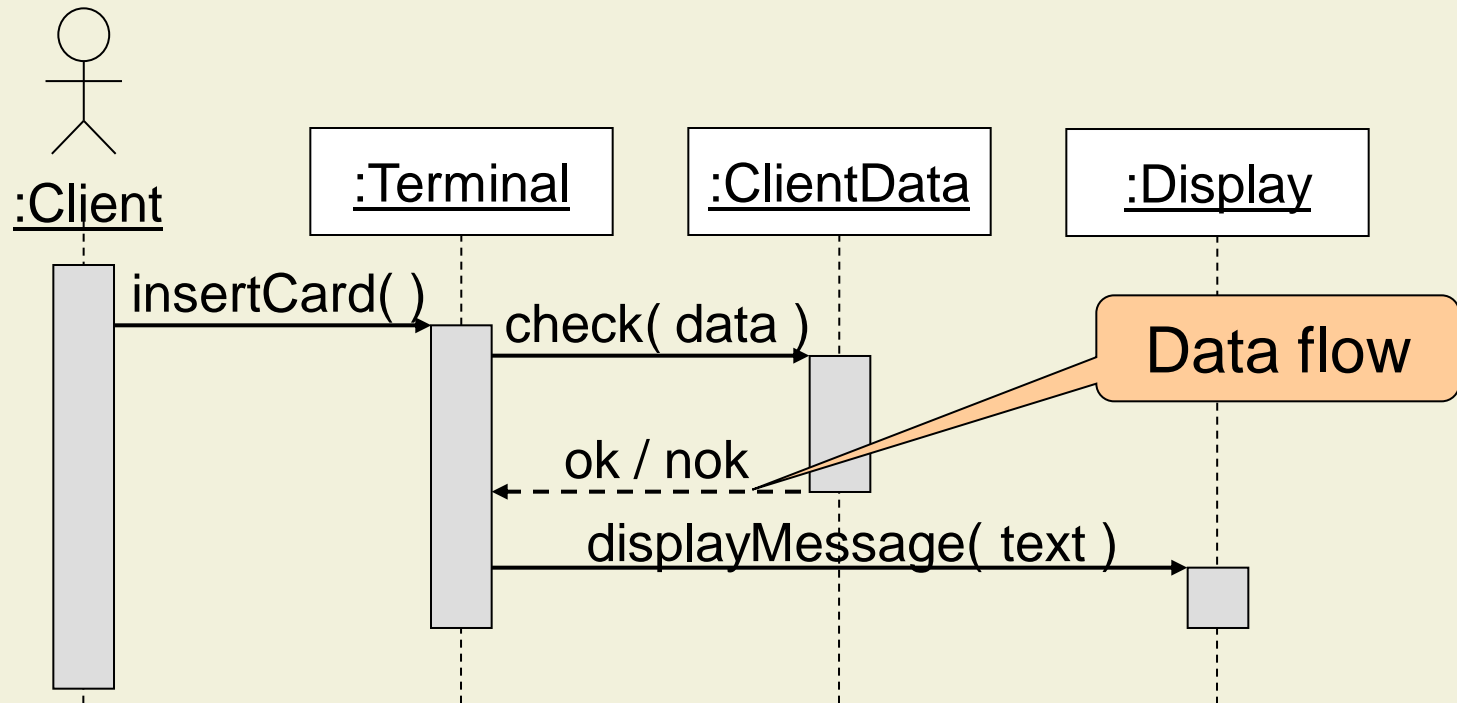 :Client
:Terminal
:ClientData
:Display
insertCard( )
check( data )
Data flow
ok / nok
displayMessage( text )